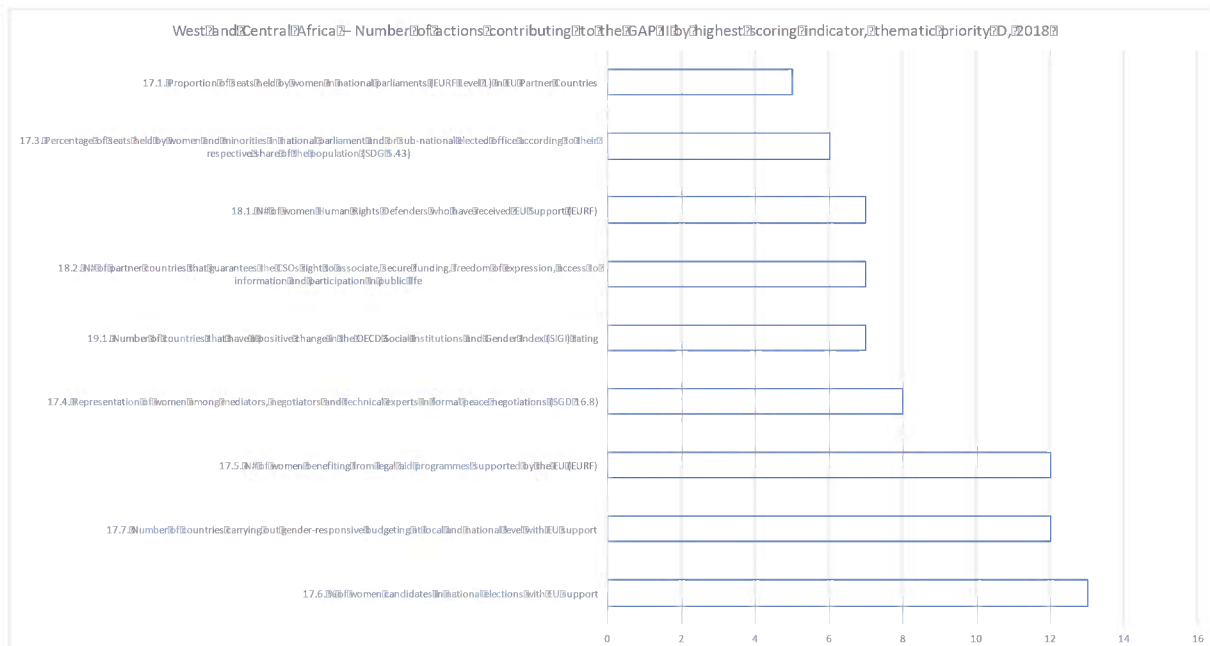 West and Central Africa – Number of actions contributing to the GAP II by highest scoring indicator, thematic priority D, 2018
17.1. Proportion of seats held by women in national parliaments (EURF Level 1) in EU Partner Countries
17.3. Percentage of seats held by women and minorities in national parliament and or sub-national elected office according to their
respective share of the population (SDG 5.43)
18.1. N# of women Human Rights Defenders who have received EU Support (EURF)
18.2. N# of partner countries that guarantees the CSOs right to associate, secure funding, freedom of expression, access to
information and participation in public life
19.1. Number of countries that have a positive change in the OECD Social Institutions and Gender Index (SIGI) rating
17.4. Representation of women among mediators, negotiators and technical experts in formal peace negotiations (SGD 16.8)
17.5. N# of women benefiting from legal aid programmes supported by the EU (EURF)
17.7. Number of countries carrying out gender-responsive budgeting at local and national level with EU support
17.6. % of women candidates in national elections with EU support
0 2 4 6 8 10 12 14 16